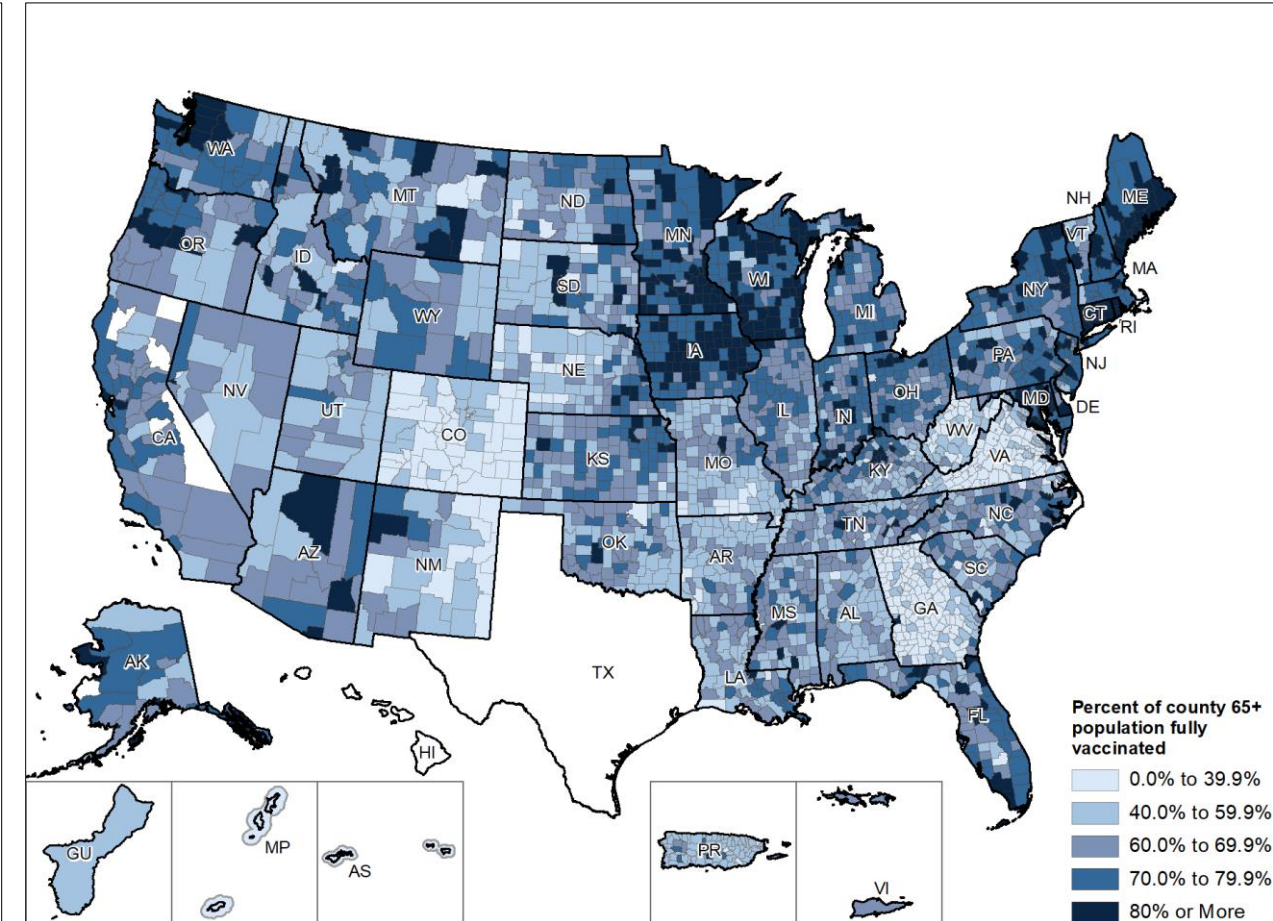 WA
MT
ND
MN
NH
ME
VT
OR
ID
SD
WI
MA
NY
WY
MI
CT
RI
IA
PA
NJ
NE
NV
OH
MD
UT
IL
IN
DE
CA
CO
WV
KS
MO
VA
KY
NC
TN
AZ
OK
NM
AR
SC
MS
AL
GA
TX
LA
AK
FL
HI
GU
MP
AS
PR
VI
Percent of county 65+
population fully
vaccinated
0.0% to 39.9%
40.0% to 59.9%
60.0% to 69.9%
70.0% to 79.9%
80% or More